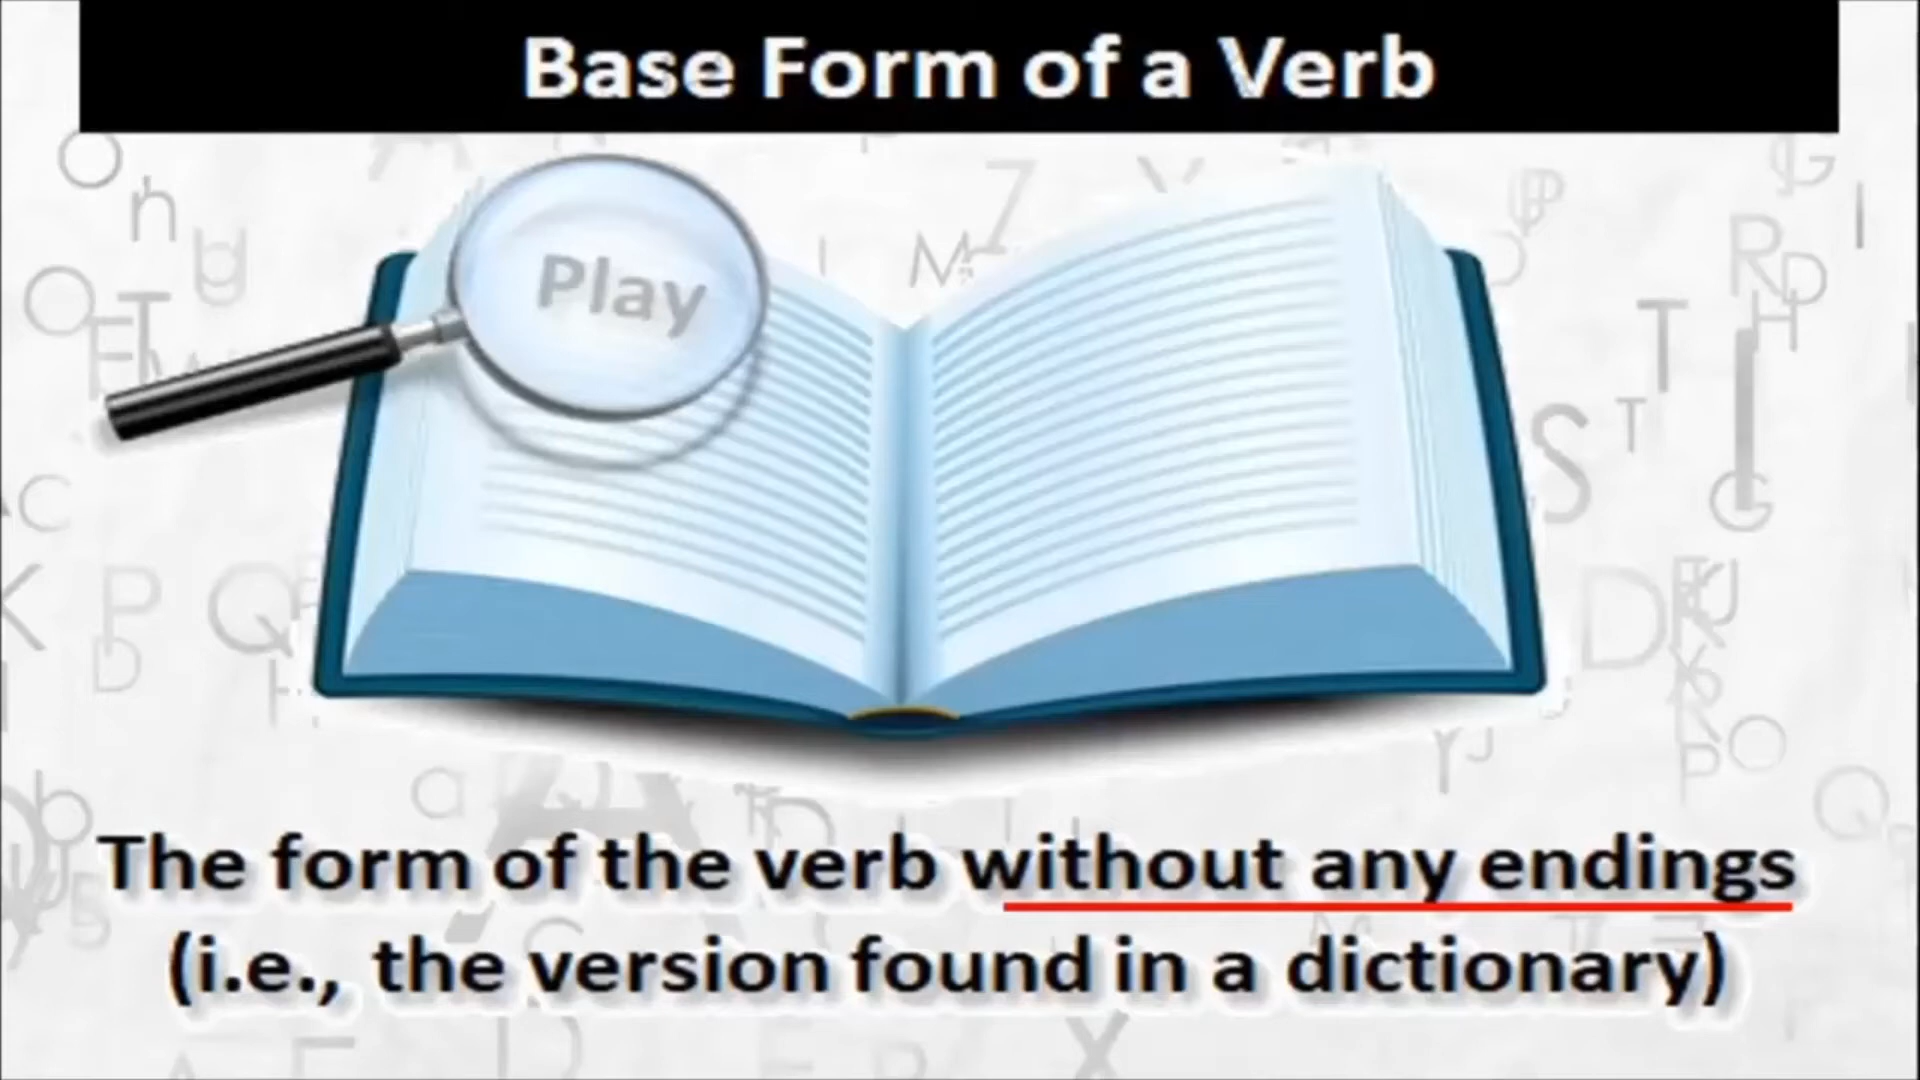 Base Form of a Verb
Play
The form of the verb without any endings
(i.e., the version found in a dictionary)